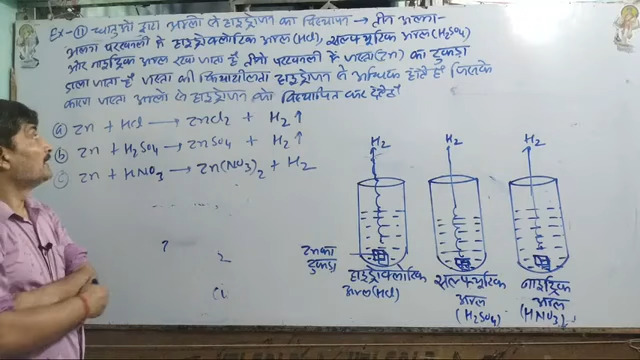 Ex-① धातुओं द्वारा अम्लों से हाइड्रोजन का विस्थापन → तीन अलग-
अलग परखनली में हाइड्रोक्लोरिक अम्ल (HCl), सल्फ्यूरिक अम्ल (H2SO4)
और नाइट्रिक अम्ल रखा जाता है तीनों परखनली में जस्ता (Zn) का टुकड़ा
डाला जाता है जस्ता की क्रियाशीलता हाइड्रोजन से अधिक होती है जिसके
कारण जस्ता अम्लों से हाइड्रोजन को विस्थापित कर देता है
(a) Zn + HCl → ZnCl2 + H2↑
(b) Zn + H2SO4 → ZnSO4 + H2↑
(c) Zn + HNO3 → Zn(NO3)2 + H2
H2 H2 H2
Zn का
टुकड़ा
हाइड्रोक्लोरिक
अम्ल (HCl)
सल्फ्यूरिक
अम्ल
(H2SO4)
नाइट्रिक
अम्ल
(HNO3)